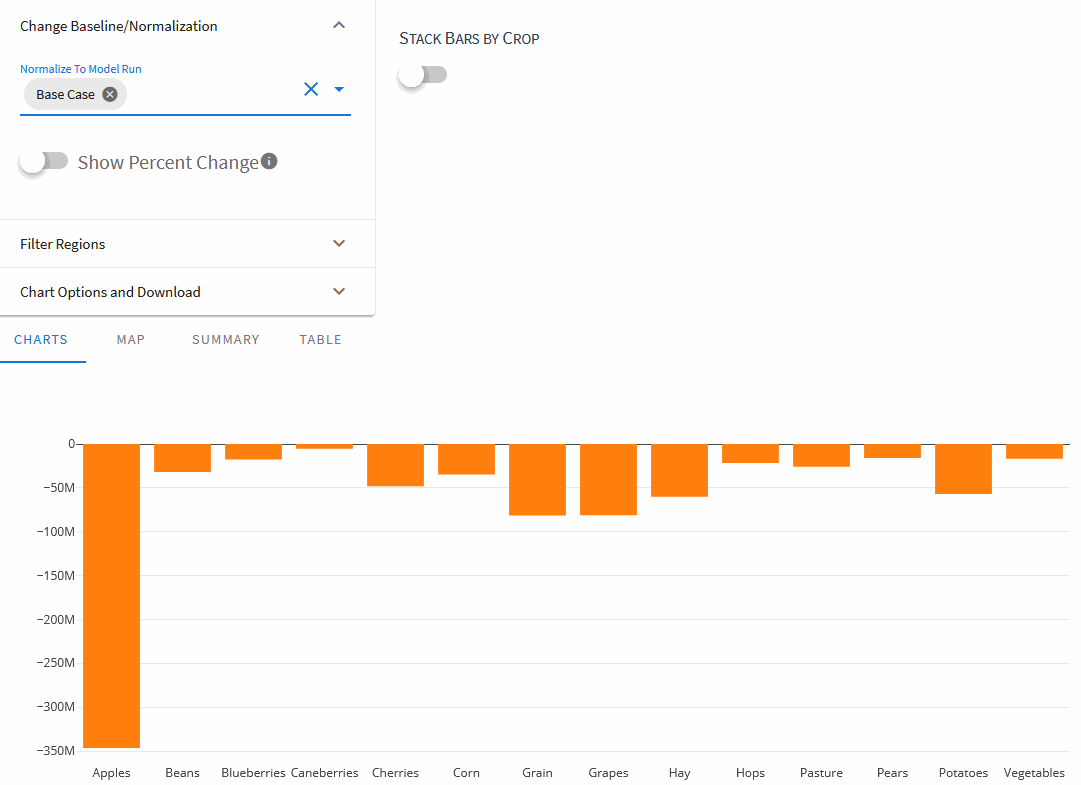 Change Baseline/Normalization
Normalize To Model Run
Base Case
Show Percent Change
Filter Regions
Chart Options and Download
STACK BARS BY CROP
CHARTS MAP SUMMARY TABLE
0
−50M
−100M
−150M
−200M
−250M
−300M
−350M
Apples Beans Blueberries Caneberries Cherries Corn Grain Grapes Hay Hops Pasture Pears Potatoes Vegetables